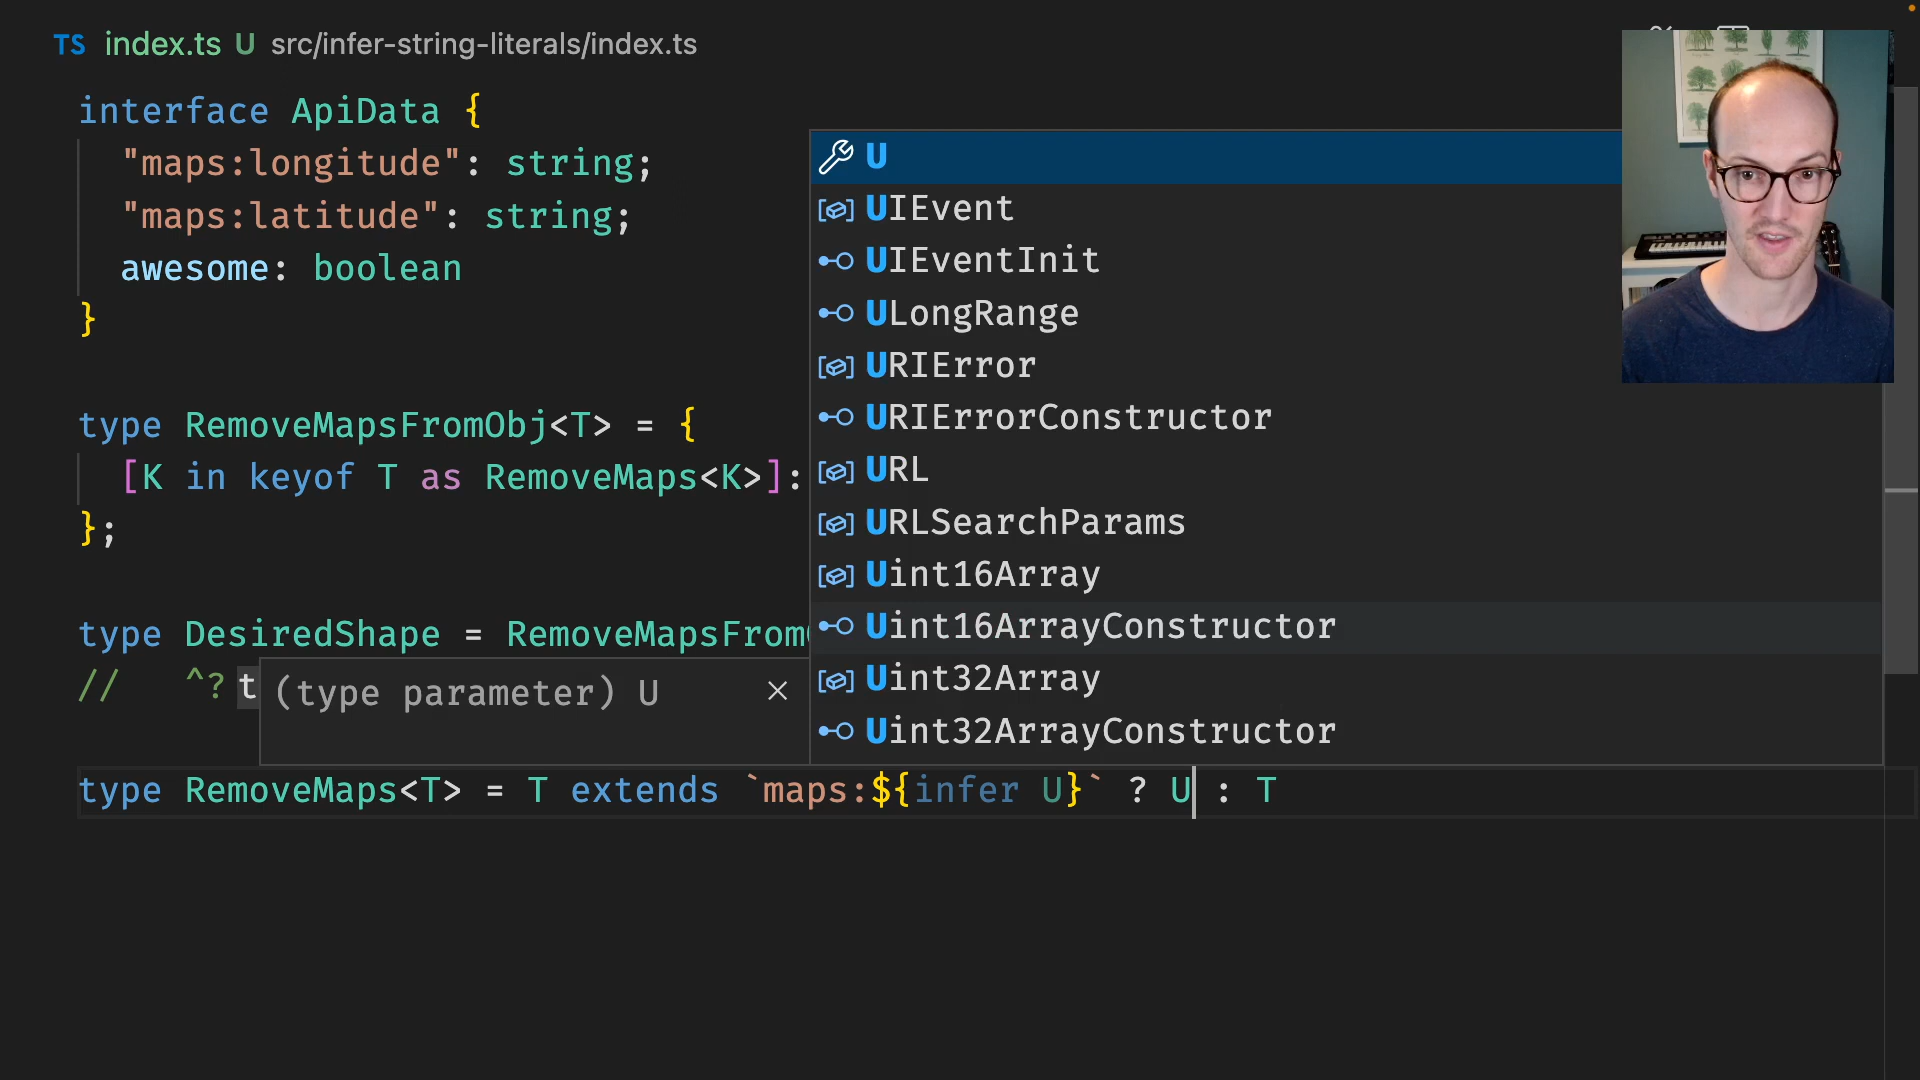 TS index.ts U src/infer-string-literals/index.ts
interface ApiData {
"maps:longitude": string;
"maps:latitude": string;
awesome: boolean
}
type RemoveMapsFromObj<T> = {
[K in keyof T as RemoveMaps<K>]:
};
type DesiredShape = RemoveMapsFrom
// ^? t
(type parameter) U
type RemoveMaps<T> = T extends `maps:${infer U}` ? U : T
U
UIEvent
UIEventInit
ULongRange
URIError
URIErrorConstructor
URL
URLSearchParams
Uint16Array
Uint16ArrayConstructor
Uint32Array
Uint32ArrayConstructor